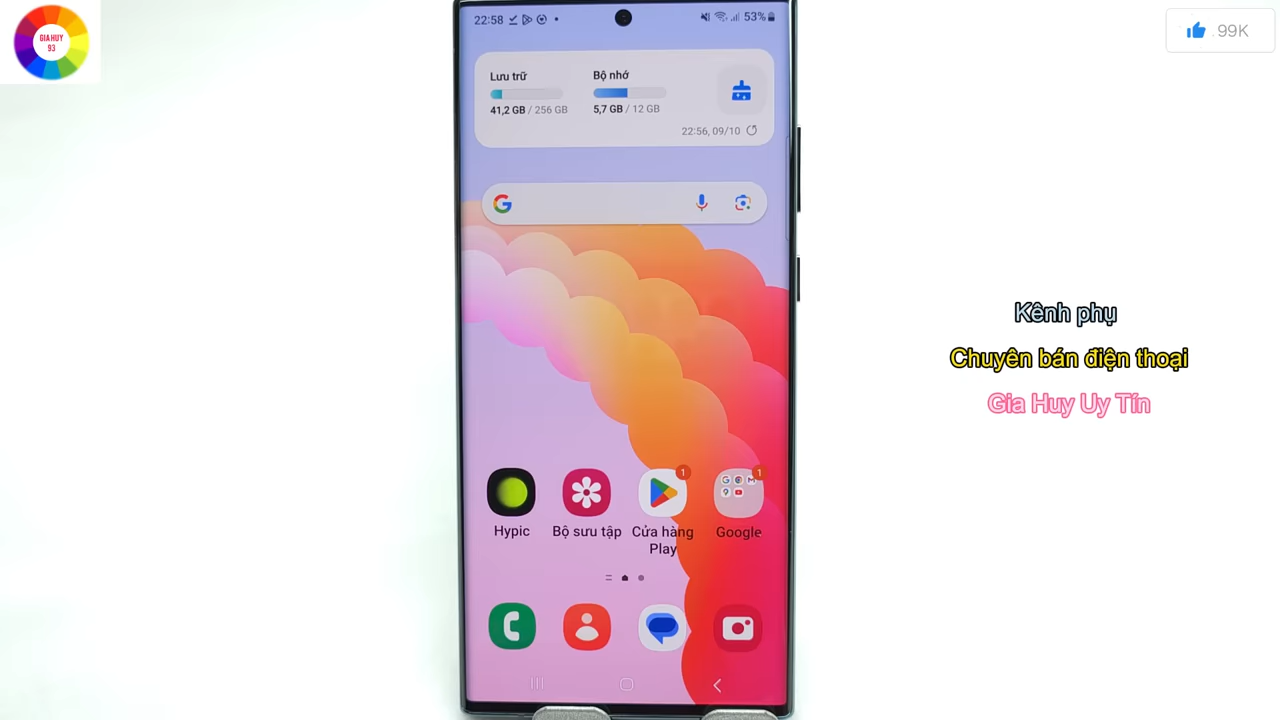 GIA HUY
93
99K
22:58
53%
Lưu trữ
41,2 GB / 256 GB
Bộ nhớ
5,7 GB / 12 GB
22:56, 09/10
1
1
Hypic
Bộ sưu tập
Cửa hàng
Play
Google
Kênh phụ
Chuyên bán điện thoại
Gia Huy Uy Tín